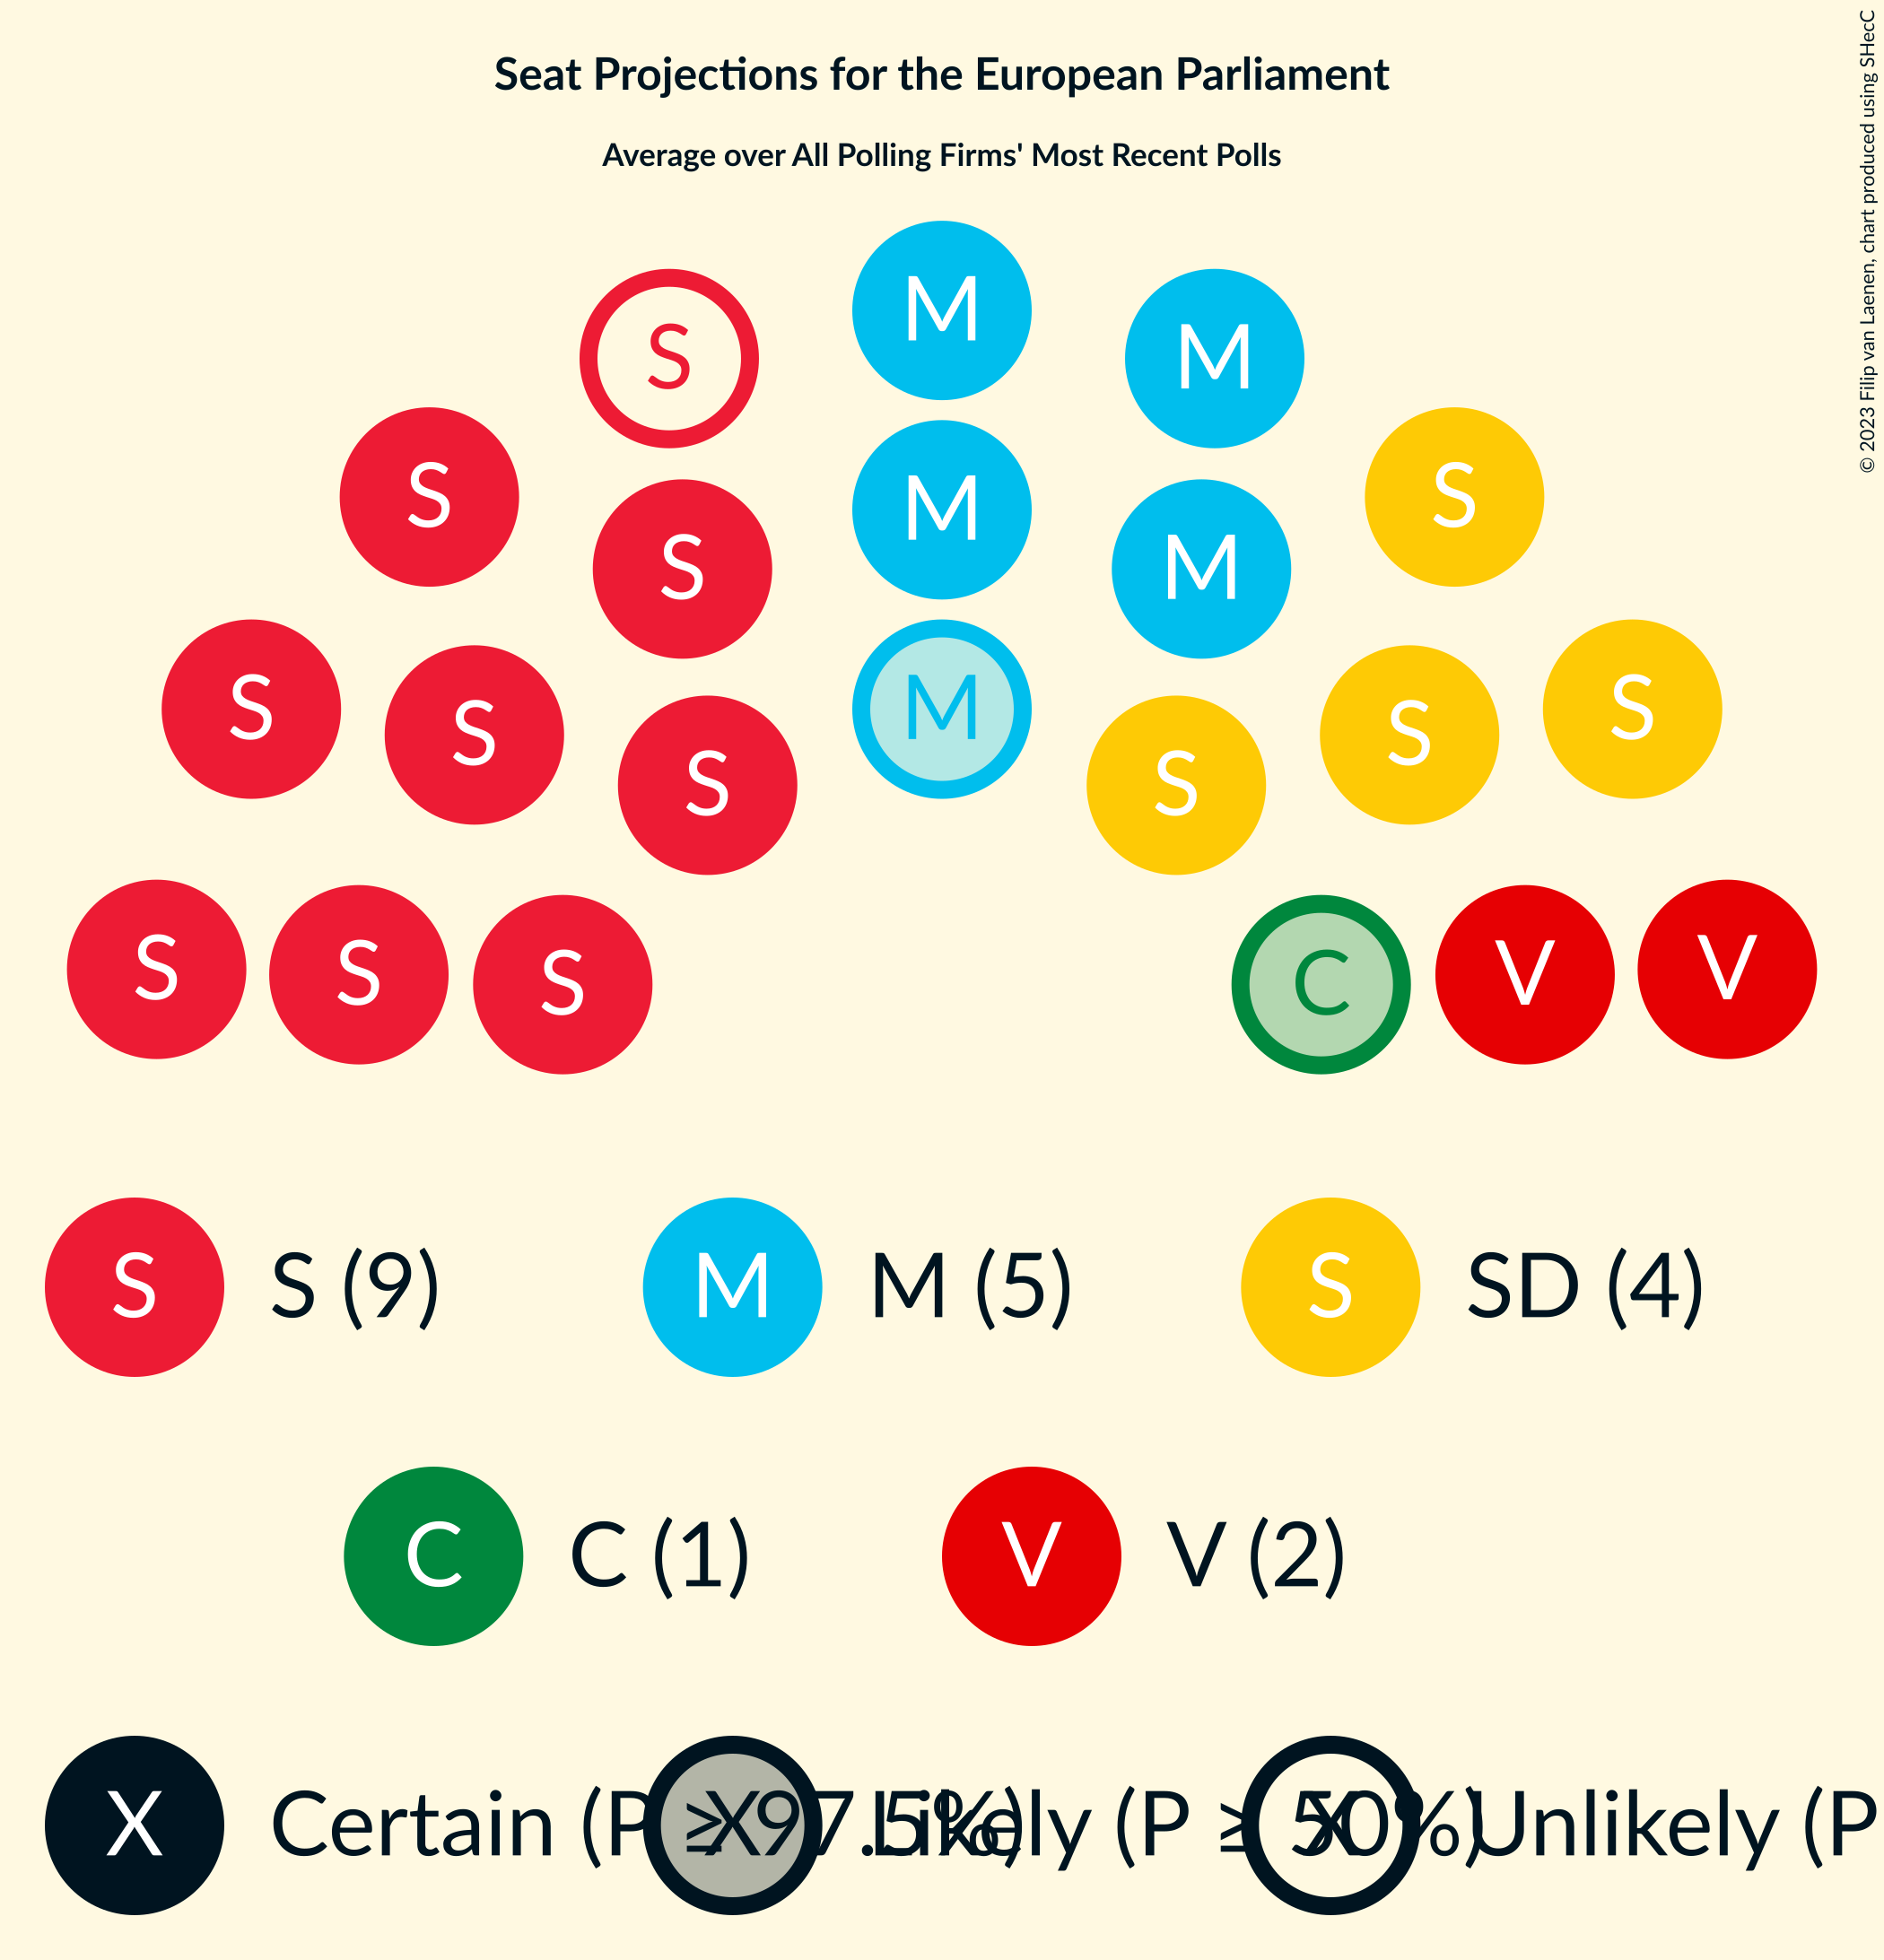 Seat Projections for the European Parliament
Average over All Polling Firms' Most Recent Polls
© 2023 Filip van Laenen, chart produced using SHecC
M
S M
M
S S
S M
S M S
S S
S S
S S
S S
C
S V
S V
S S (9) M M (5) S SD (4)
C C (1) V V (2)
X Certain (P ≥ 97.5%) X Likely (P ≥ 50%) X Unlikely (P